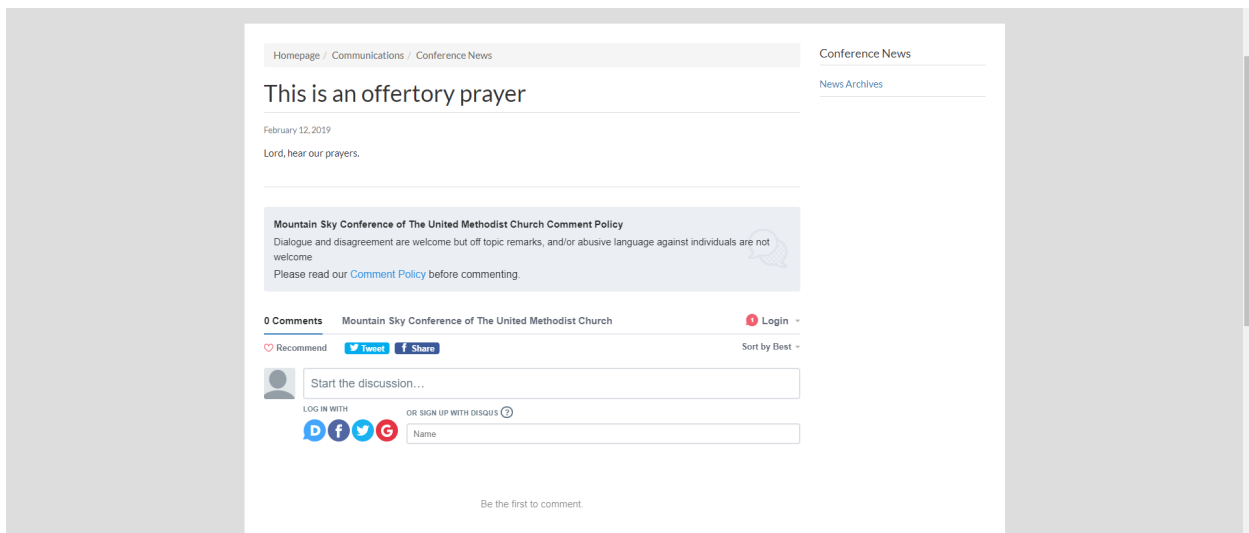 Homepage / Communications / Conference News
Conference News
This is an offertory prayer
News Archives
February 12, 2019
Lord, hear our prayers.
Mountain Sky Conference of The United Methodist Church Comment Policy
Dialogue and disagreement are welcome but off topic remarks, and/or abusive language against individuals are not
welcome
Please read our Comment Policy before commenting.
0 Comments Mountain Sky Conference of The United Methodist Church 1 Login
Recommend Tweet f Share Sort by Best
Start the discussion…
LOG IN WITH OR SIGN UP WITH DISQUS ?
D f G Name
Be the first to comment.